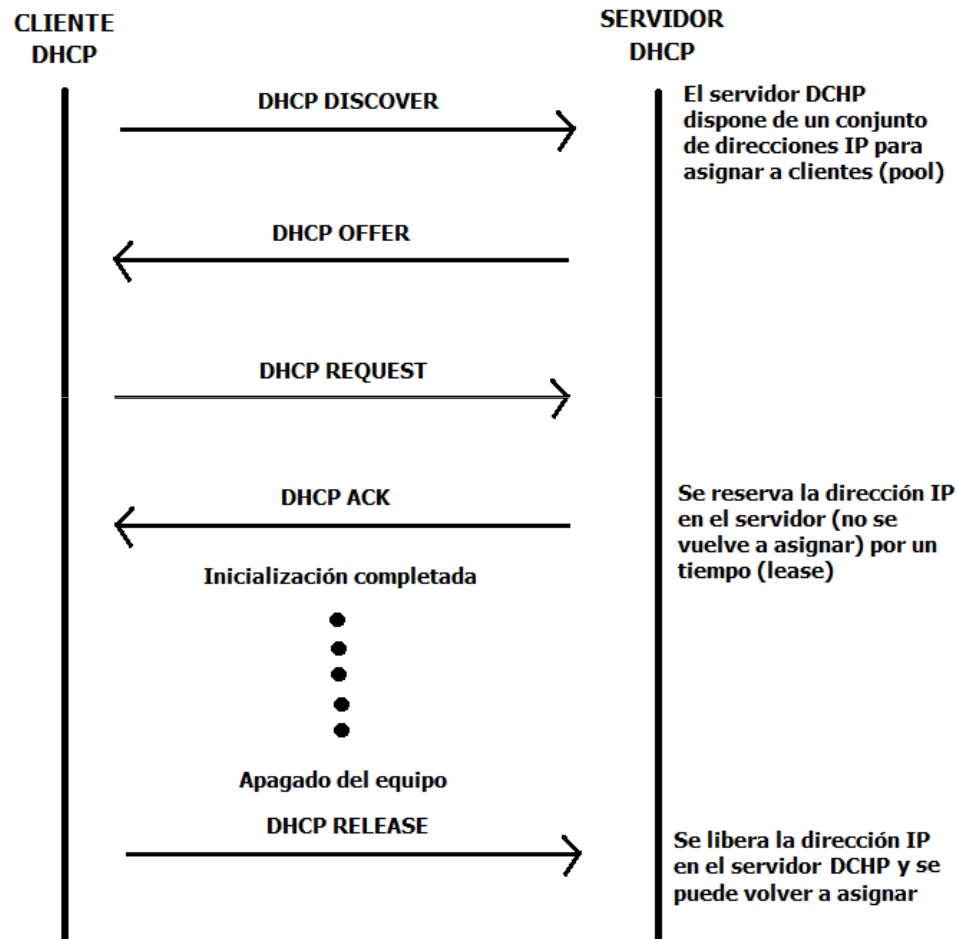 CLIENTE
DHCP
SERVIDOR
DHCP
DHCP DISCOVER
El servidor DCHP
dispone de un conjunto
de direcciones IP para
asignar a clientes (pool)
DHCP OFFER
DHCP REQUEST
DHCP ACK
Se reserva la dirección IP
en el servidor (no se
vuelve a asignar) por un
tiempo (lease)
Inicialización completada
Apagado del equipo
DHCP RELEASE
Se libera la dirección IP
en el servidor DCHP y se
puede volver a asignar